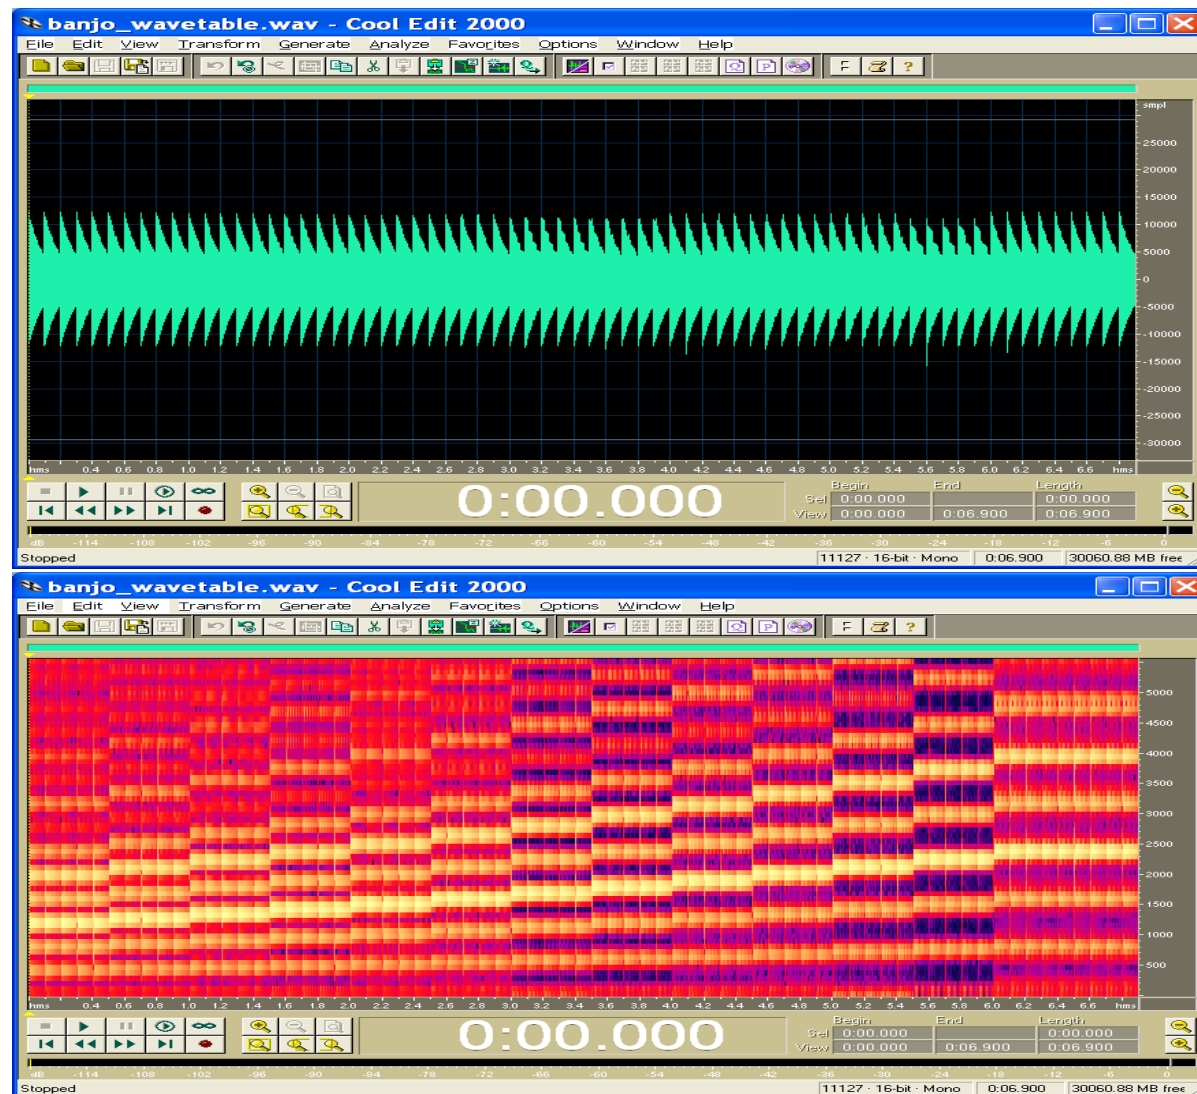 banjo_wavetable.wav - Cool Edit 2000
File Edit View Transform Generate Analyze Favorites Options Window Help
F ?
smpl
25000
20000
15000
10000
5000
0
-5000
-10000
-15000
-20000
-25000
-30000
hms 0.4 0.6 0.8 1.0 1.2 1.4 1.6 1.8 2.0 2.2 2.4 2.6 2.8 3.0 3.2 3.4 3.6 3.8 4.0 4.2 4.4 4.6 4.8 5.0 5.2 5.4 5.6 5.8 6.0 6.2 6.4 6.6 hms
0:00.000
Begin End Length
Sel 0:00.000 0:00.000
View 0:00.000 0:06.900 0:06.900
dB -114 -108 -102 -96 -90 -84 -78 -72 -66 -60 -54 -48 -42 -36 -30 -24 -18 -12 -6 0
Stopped 11127 · 16-bit · Mono 0:06.900 30060.88 MB free
banjo_wavetable.wav - Cool Edit 2000
File Edit View Transform Generate Analyze Favorites Options Window Help
F ?
5000
4500
4000
3500
3000
2500
2000
1500
1000
500
hms 0.4 0.6 0.8 1.0 1.2 1.4 1.6 1.8 2.0 2.2 2.4 2.6 2.8 3.0 3.2 3.4 3.6 3.8 4.0 4.2 4.4 4.6 4.8 5.0 5.2 5.4 5.6 5.8 6.0 6.2 6.4 6.6 hms
0:00.000
Begin End Length
Sel 0:00.000 0:00.000
View 0:00.000 0:06.900 0:06.900
dB -114 -108 -102 -96 -90 -84 -78 -72 -66 -60 -54 -48 -42 -36 -30 -24 -18 -12 -6 0
Stopped 11127 · 16-bit · Mono 0:06.900 30060.88 MB free